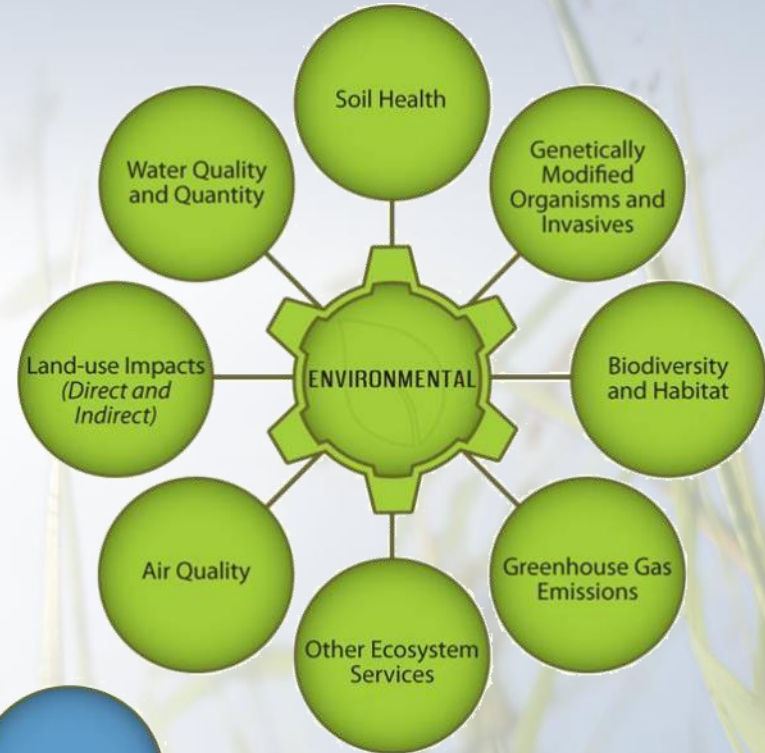 Soil Health
Genetically
Modified
Organisms and
Invasives
Water Quality
and Quantity
Land-use Impacts
(Direct and
Indirect)
ENVIRONMENTAL
Biodiversity
and Habitat
Air Quality
Greenhouse Gas
Emissions
Other Ecosystem
Services